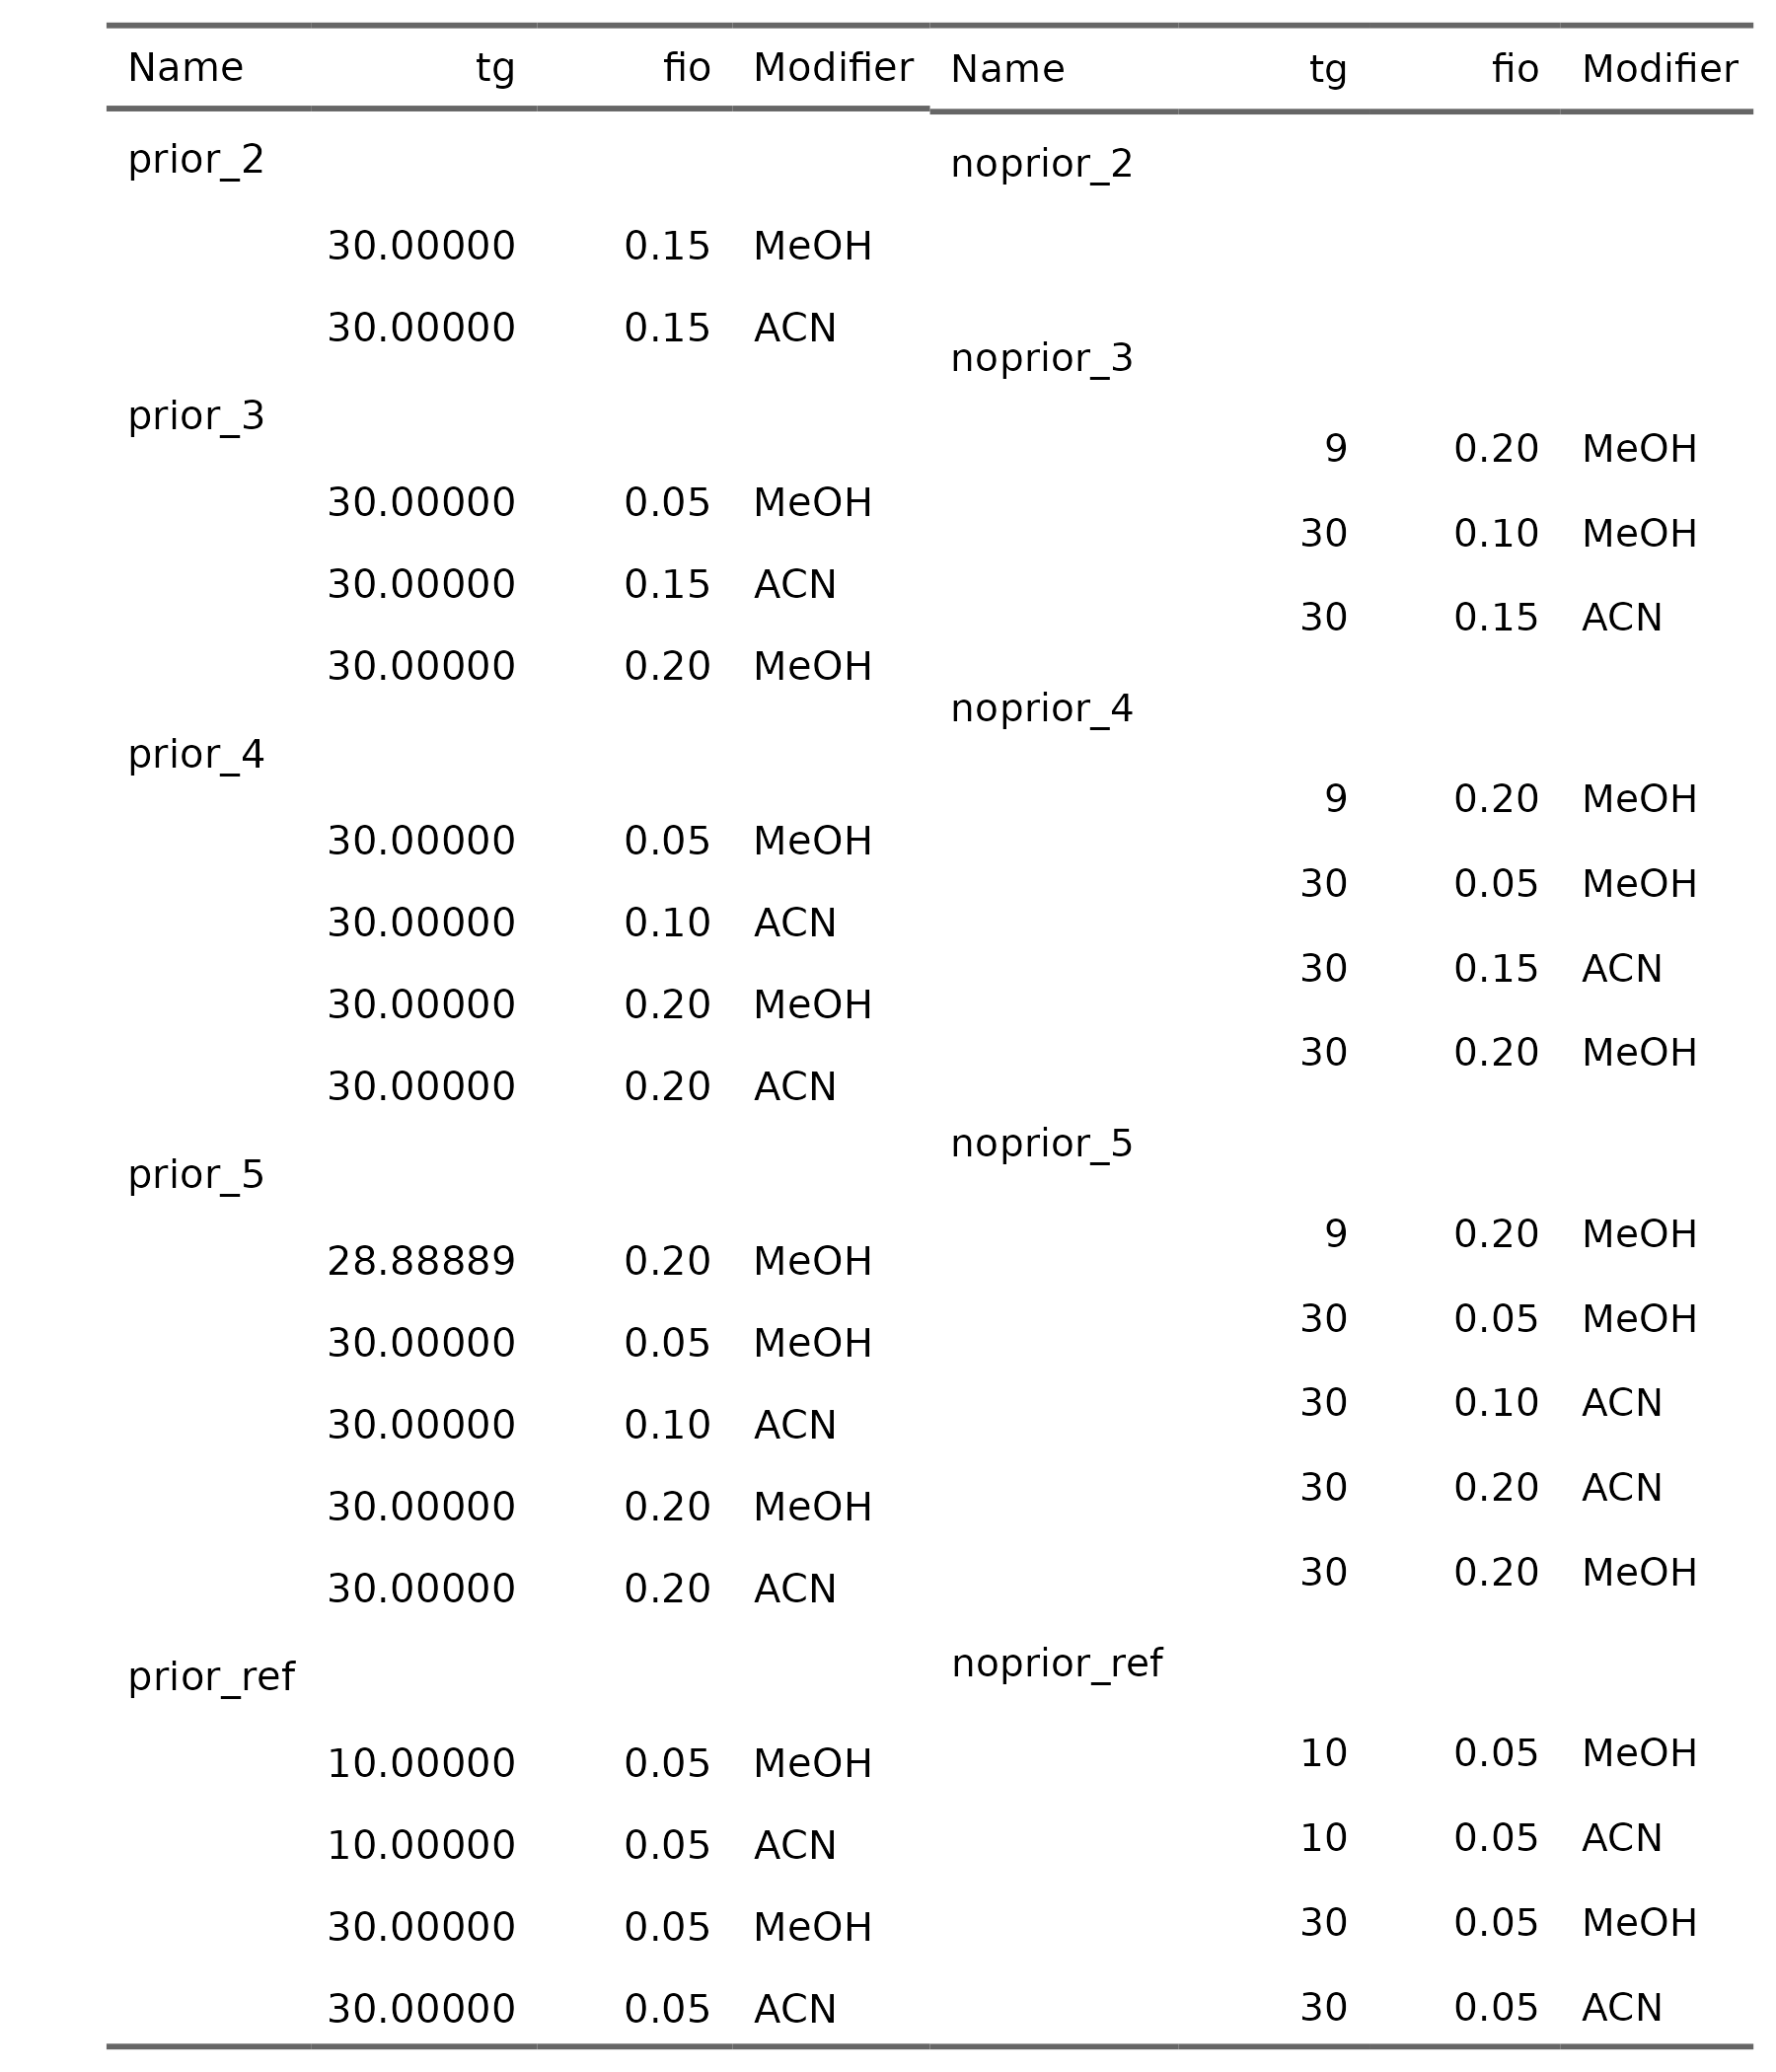 Name tg fio Modifier
prior_2
30.00000 0.15 MeOH
30.00000 0.15 ACN
prior_3
30.00000 0.05 MeOH
30.00000 0.15 ACN
30.00000 0.20 MeOH
prior_4
30.00000 0.05 MeOH
30.00000 0.10 ACN
30.00000 0.20 MeOH
30.00000 0.20 ACN
prior_5
28.88889 0.20 MeOH
30.00000 0.05 MeOH
30.00000 0.10 ACN
30.00000 0.20 MeOH
30.00000 0.20 ACN
prior_ref
10.00000 0.05 MeOH
10.00000 0.05 ACN
30.00000 0.05 MeOH
30.00000 0.05 ACN
Name tg fio Modifier
noprior_2
noprior_3
9 0.20 MeOH
30 0.10 MeOH
30 0.15 ACN
noprior_4
9 0.20 MeOH
30 0.05 MeOH
30 0.15 ACN
30 0.20 MeOH
noprior_5
9 0.20 MeOH
30 0.05 MeOH
30 0.10 ACN
30 0.20 ACN
30 0.20 MeOH
noprior_ref
10 0.05 MeOH
10 0.05 ACN
30 0.05 MeOH
30 0.05 ACN